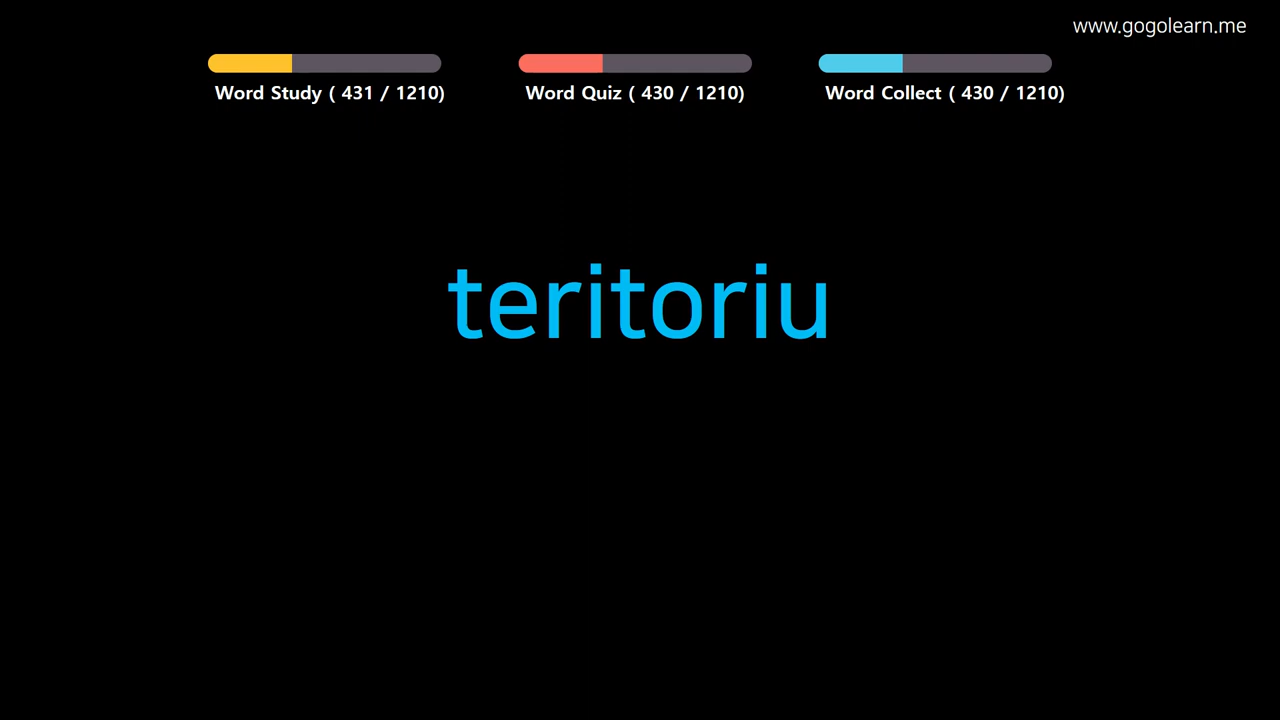 www.gogolearn.me
Word Study ( 431 / 1210)
Word Quiz ( 430 / 1210)
Word Collect ( 430 / 1210)
teritoriu